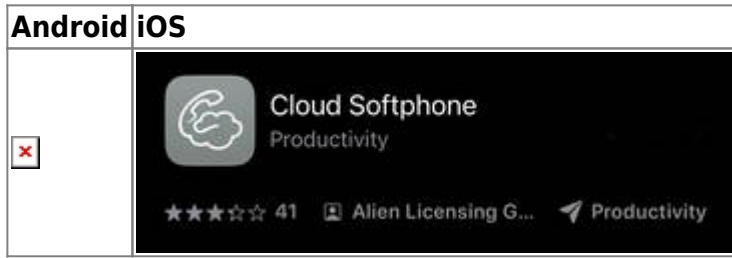 Android iOS
Cloud Softphone
Productivity
★★★☆☆ 41 Alien Licensing G... Productivity